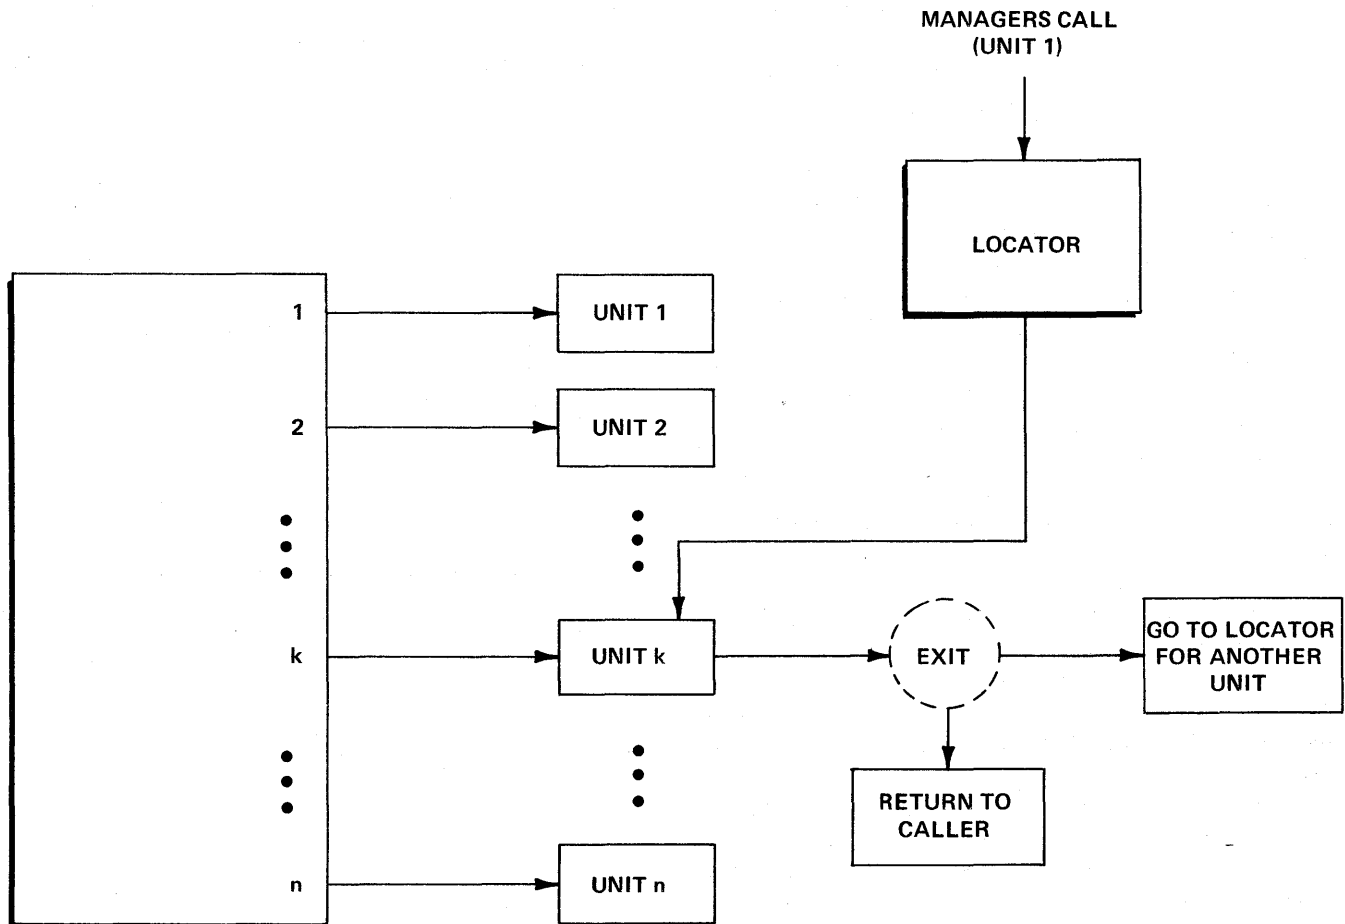 MANAGERS CALL
(UNIT 1)
LOCATOR
1
UNIT 1
2
UNIT 2
k
UNIT k
EXIT
GO TO LOCATOR
FOR ANOTHER
UNIT
RETURN TO
CALLER
n
UNIT n